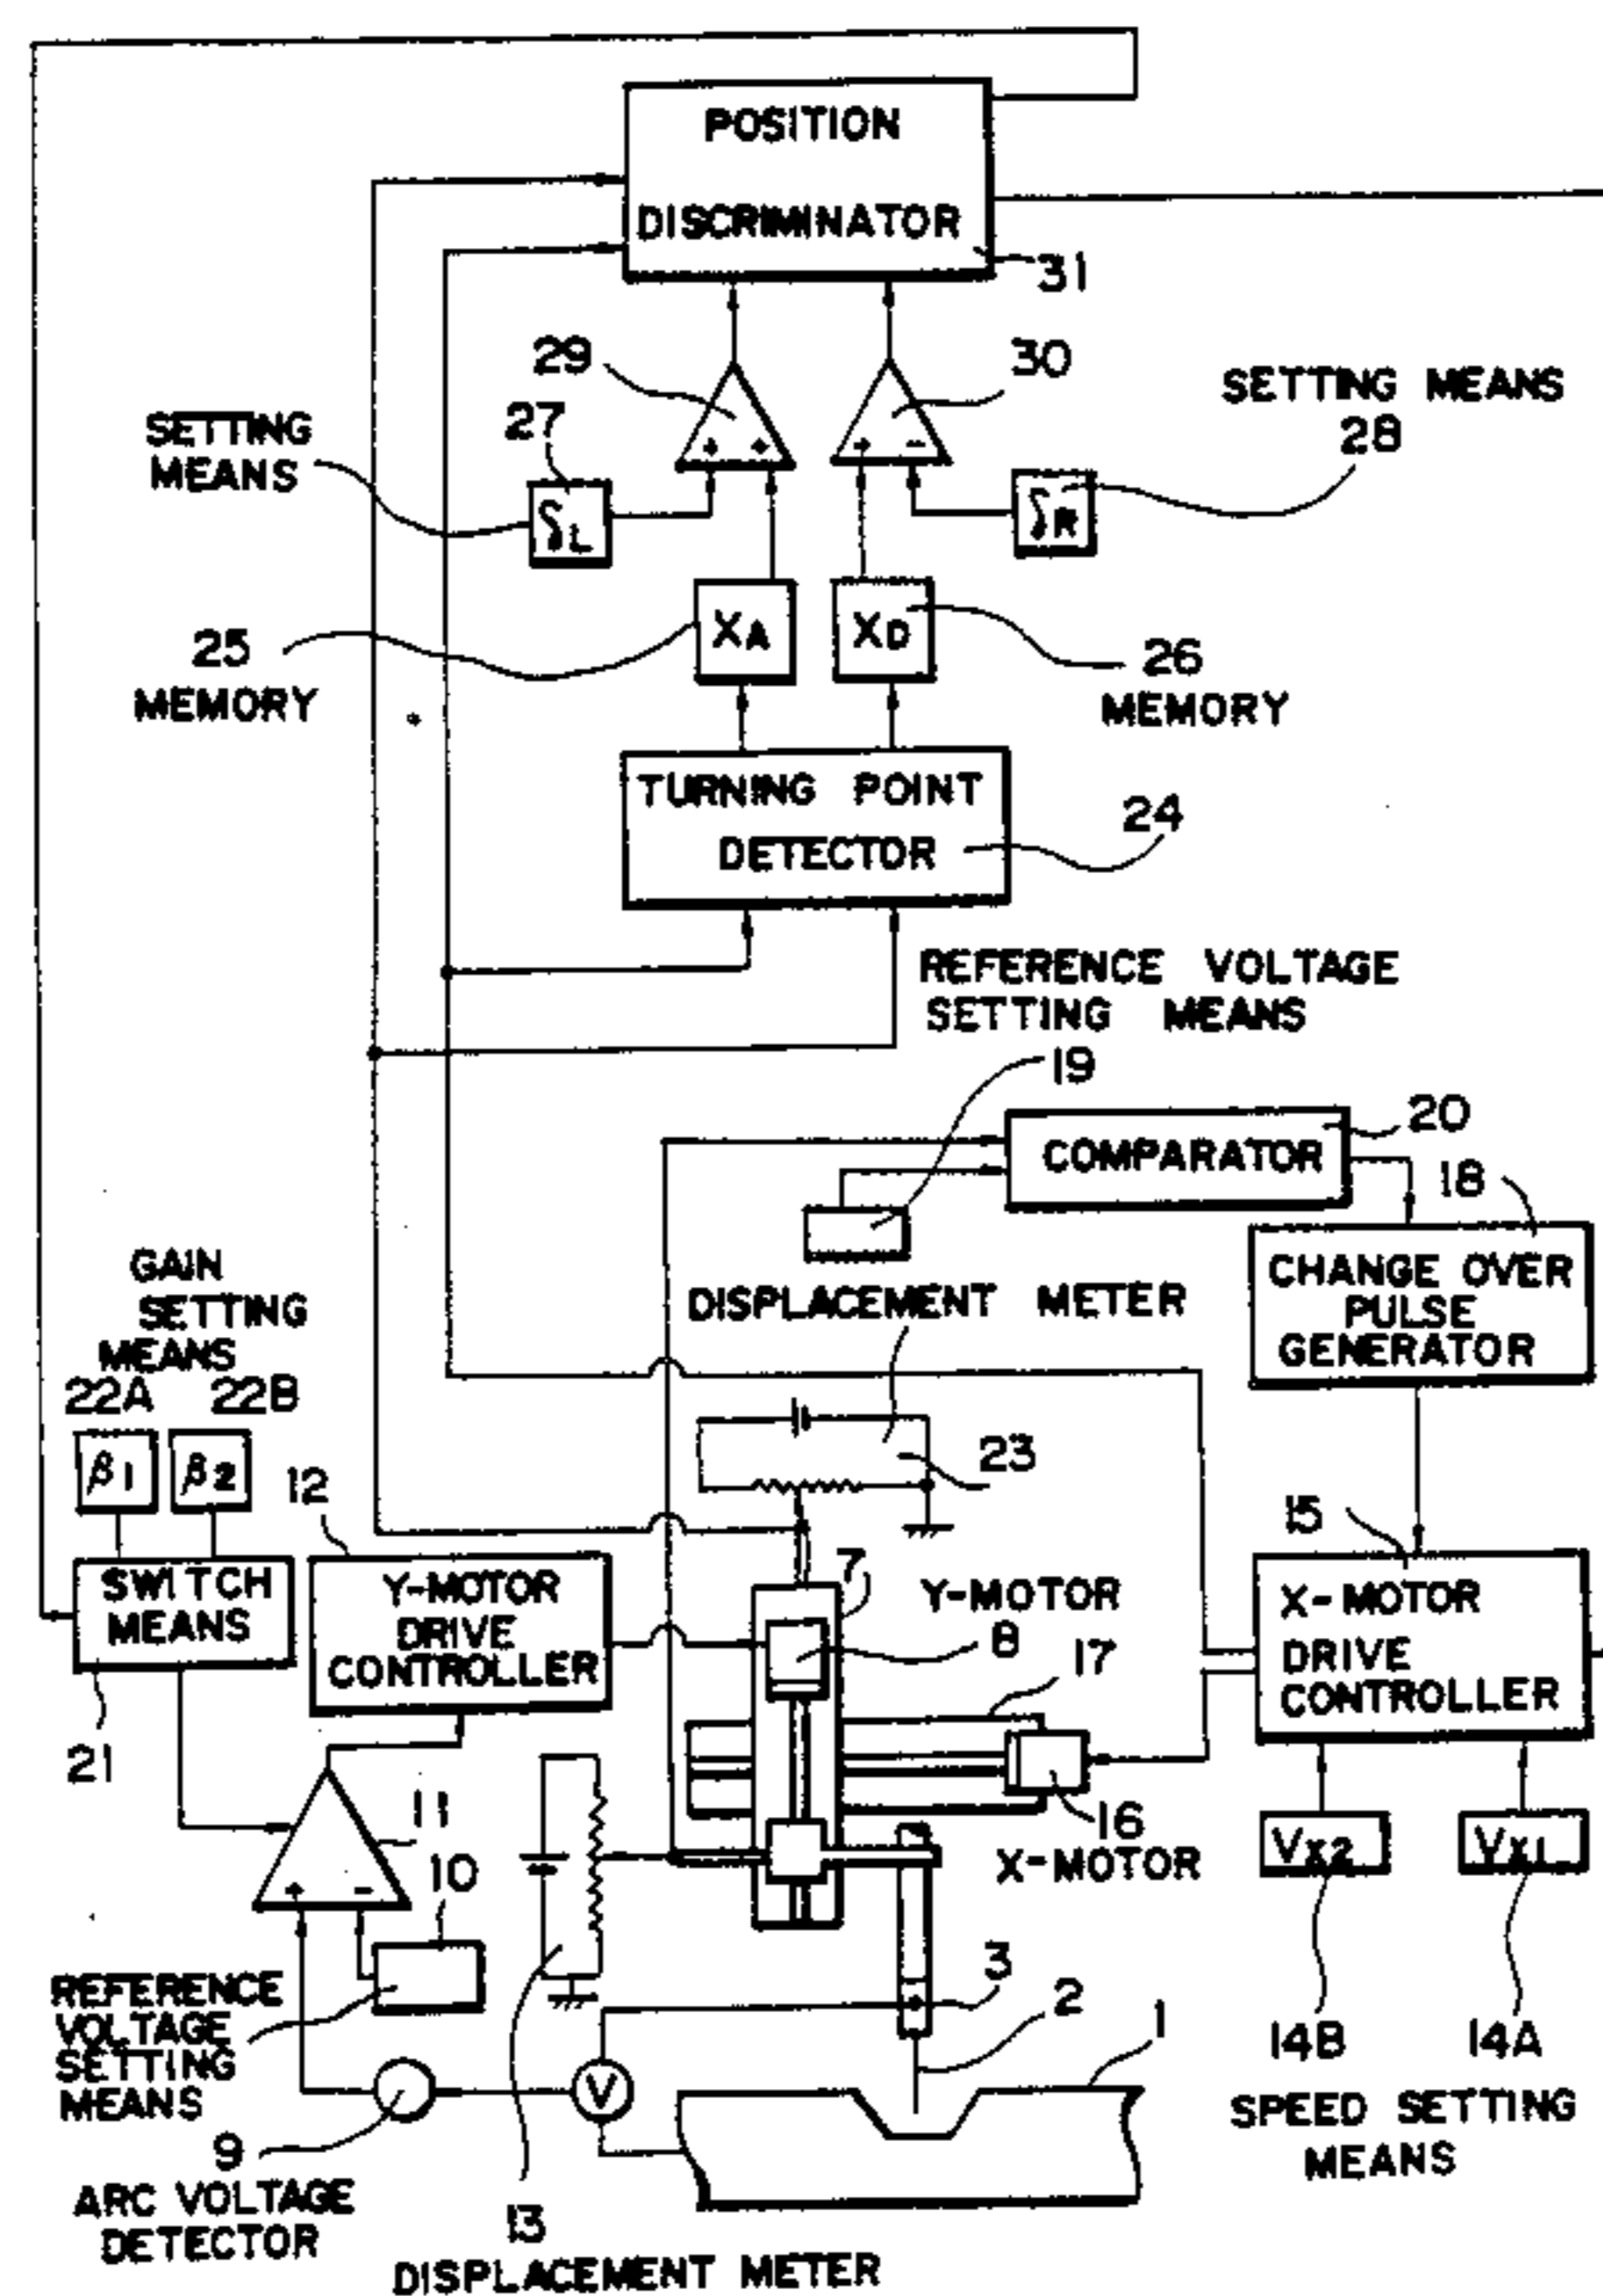 POSITION
DISCRIMINATOR
31
29
30
SETTING MEANS
28
SETTING
MEANS
27
+ +
+ -
δL
δR
25
MEMORY
XA
XD
26
MEMORY
TURNING POINT
DETECTOR
24
REFERENCE VOLTAGE
SETTING MEANS
19
COMPARATOR
20
18
CHANGE OVER
PULSE
GENERATOR
DISPLACEMENT METER
23
GAIN
SETTING
MEANS
22A 22B
β1 β2
12
SWITCH
MEANS
21
Y-MOTOR
DRIVE
CONTROLLER
7
Y-MOTOR
8
17
15
X-MOTOR
DRIVE
CONTROLLER
16
X-MOTOR
VX2
VX1
14B 14A
SPEED SETTING
MEANS
11
+ -
10
REFERENCE
VOLTAGE
SETTING
MEANS
3
2
1
V
9
ARC VOLTAGE
DETECTOR
13
DISPLACEMENT METER